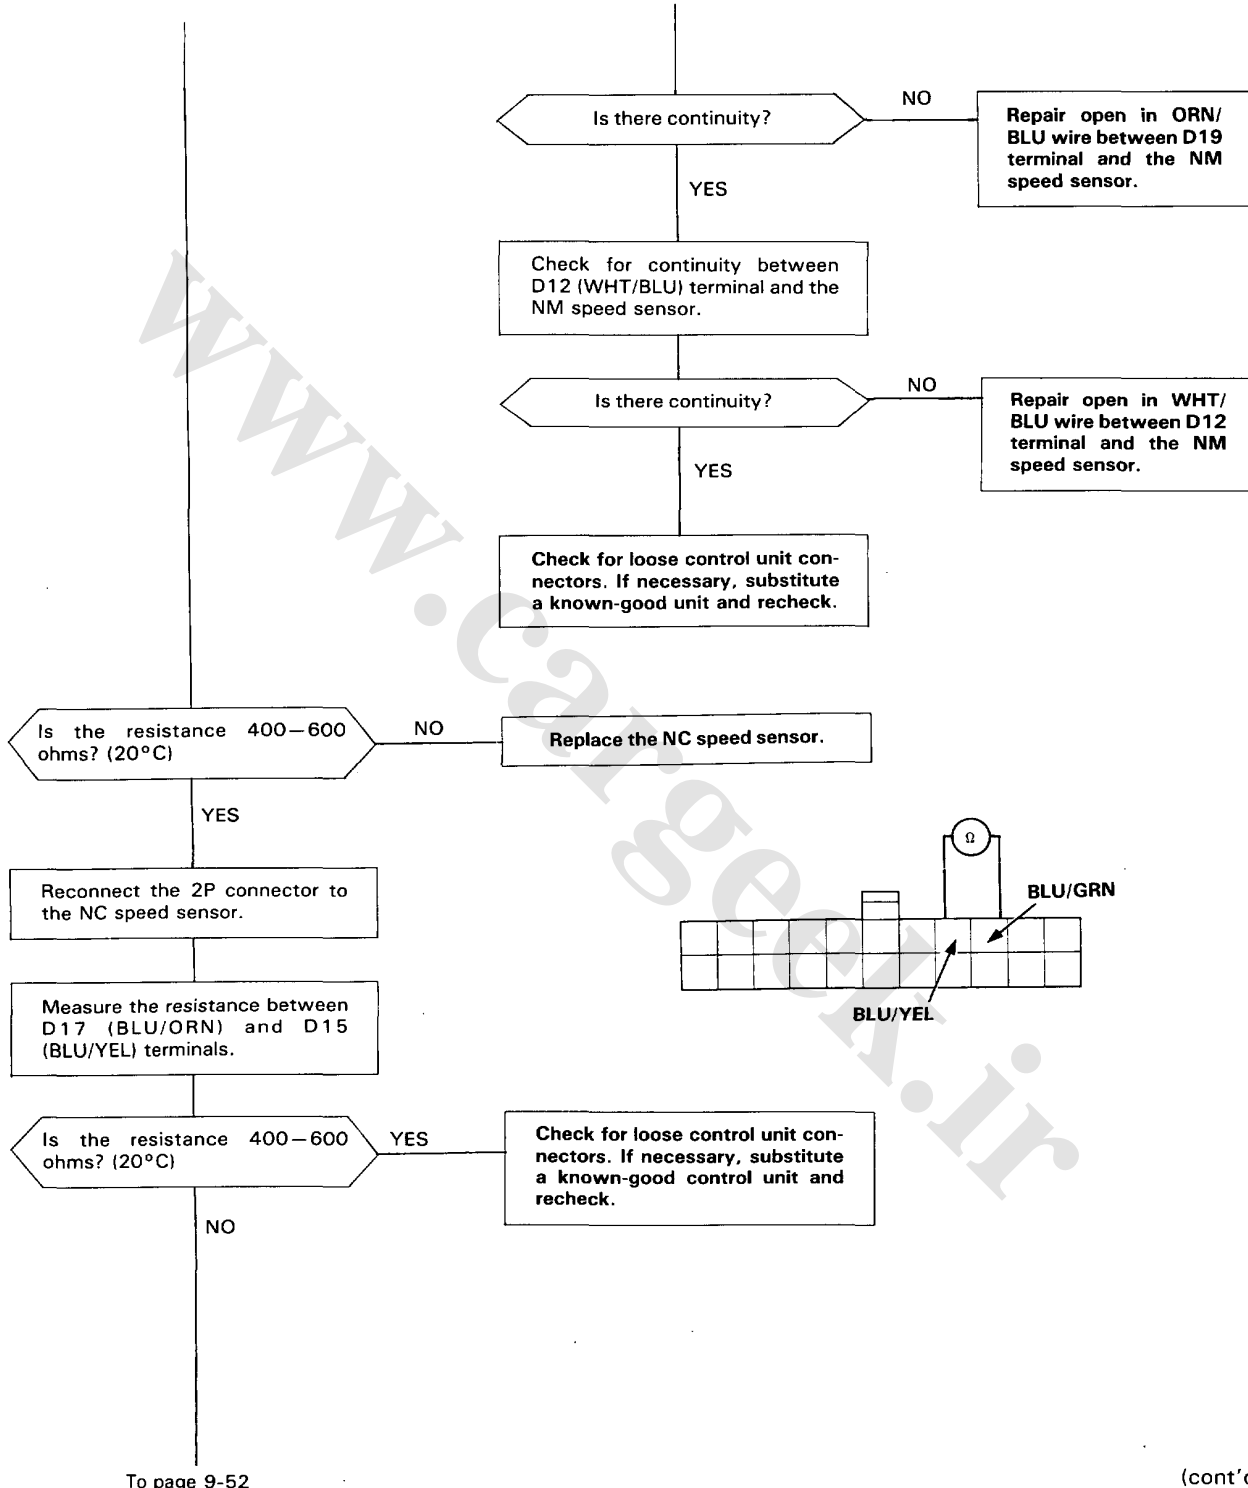 Is there continuity?
NO
Repair open in ORN/
BLU wire between D19
terminal and the NM
speed sensor.
YES
Check for continuity between
D12 (WHT/BLU) terminal and the
NM speed sensor.
Is there continuity?
NO
Repair open in WHT/
BLU wire between D12
terminal and the NM
speed sensor.
YES
Check for loose control unit con-
nectors. If necessary, substitute
a known-good unit and recheck.
Is the resistance 400—600
ohms? (20°C)
NO
Replace the NC speed sensor.
YES
Reconnect the 2P connector to
the NC speed sensor.
Measure the resistance between
D17 (BLU/ORN) and D15
(BLU/YEL) terminals.
Ω
BLU/GRN
BLU/YEL
Is the resistance 400—600
ohms? (20°C)
YES
Check for loose control unit con-
nectors. If necessary, substitute
a known-good control unit and
recheck.
NO
To page 9-52
(cont'd
www.cargeek.ir